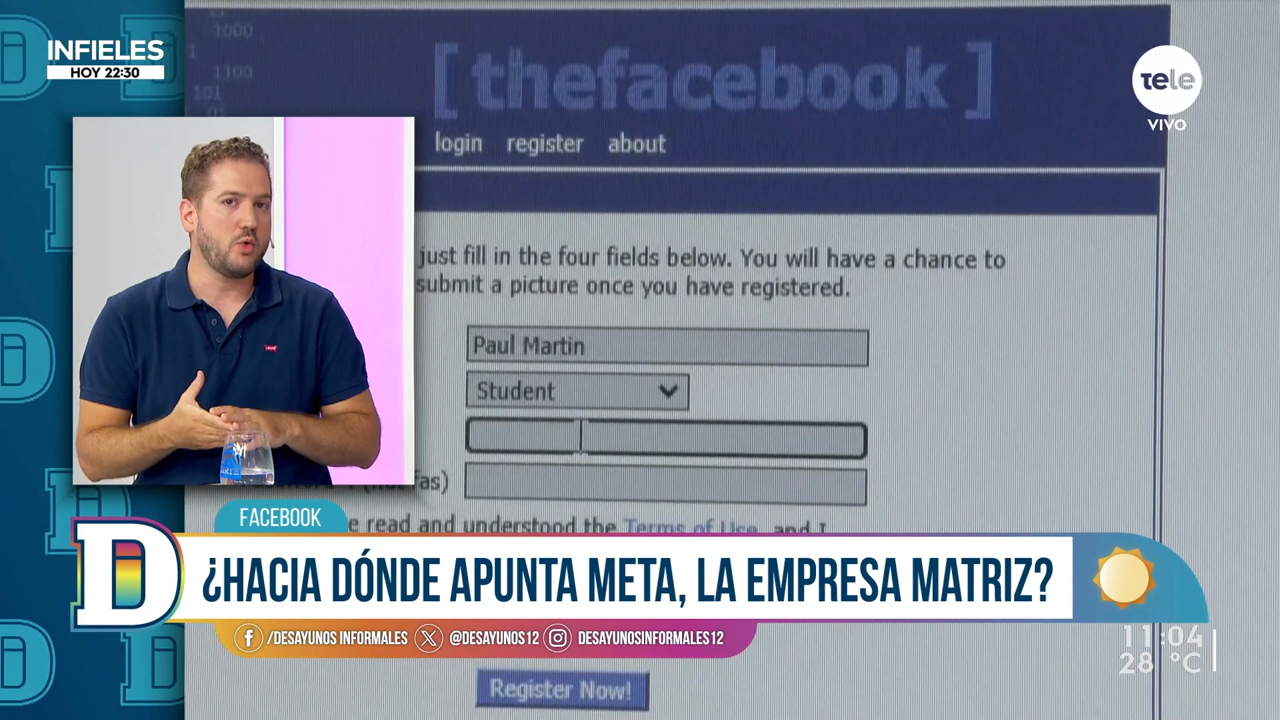 INFIELES
HOY 22:30
tele
VIVO
1000
1100
101
[ thefacebook ]
login register about
just fill in the four fields below. You will have a chance to
submit a picture once you have registered.
Paul Martin
Student
fas)
e read and understood the Terms of Use, and I
FACEBOOK
D
¿HACIA DÓNDE APUNTA META, LA EMPRESA MATRIZ?
/DESAYUNOS INFORMALES @DESAYUNOS12 DESAYUNOSINFORMALES12
11:04
28 °C
Register Now!